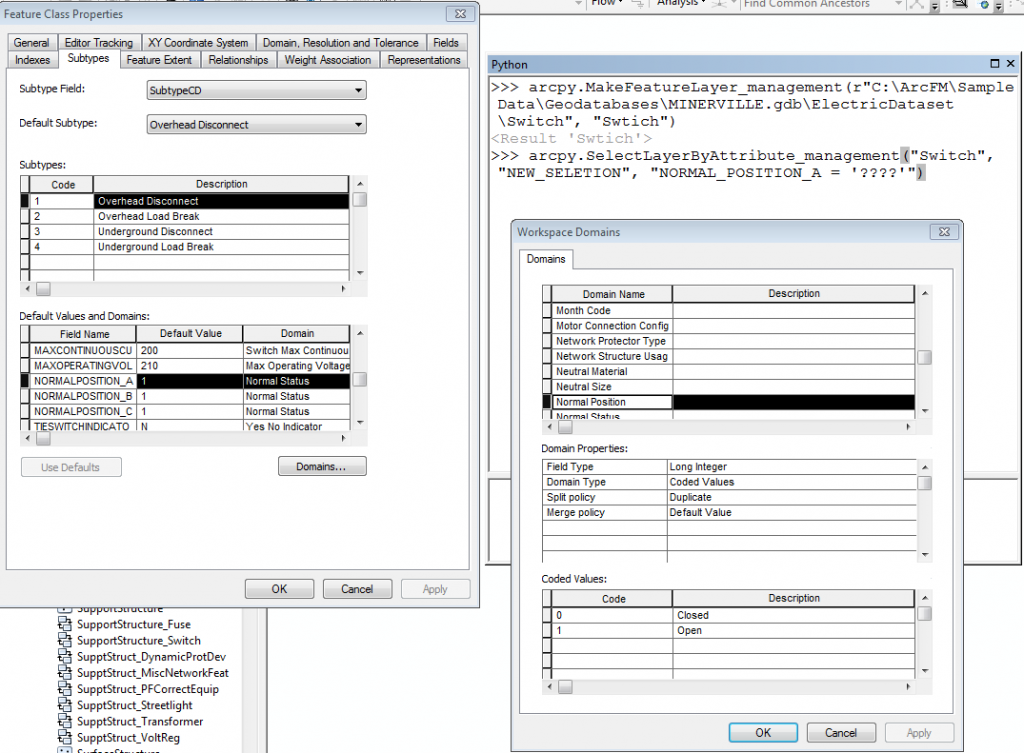 Flow
Analysis
Find Common Ancestors
Feature Class Properties
General Editor Tracking XY Coordinate System Domain, Resolution and Tolerance Fields
Indexes Subtypes Feature Extent Relationships Weight Association Representations
Subtype Field: SubtypeCD
Default Subtype: Overhead Disconnect
Subtypes:
Code Description
1 Overhead Disconnect
2 Overhead Load Break
3 Underground Disconnect
4 Underground Load Break
Default Values and Domains:
Field Name Default Value Domain
MAXCONTINUOUSCU 200 Switch Max Continuou
MAXOPERATINGVOL 210 Max Operating Voltage
NORMALPOSITION_A 1 Normal Status
NORMALPOSITION_B 1 Normal Status
NORMALPOSITION_C 1 Normal Status
TIESWITCHINDICATO N Yes No Indicator
Use Defaults Domains...
OK Cancel Apply
SupportStructure
SupportStructure_Fuse
SupportStructure_Switch
SupptStruct_DynamicProtDev
SupptStruct_MiscNetworkFeat
SupptStruct_PFCorrectEquip
SupptStruct_Streetlight
SupptStruct_Transformer
SupptStruct_VoltReg
SurfaceStructure
Python
>>> arcpy.MakeFeatureLayer_management(r"C:\ArcFM\Sample
Data\Geodatabases\MINERVILLE.gdb\ElectricDataset
\Switch", "Swtich")
<Result 'Swtich'>
>>> arcpy.SelectLayerByAttribute_management("Switch",
"NEW_SELETION", "NORMAL_POSITION_A = '????'")
Workspace Domains
Domains
Domain Name Description
Month Code
Motor Connection Config
Network Protector Type
Network Structure Usag
Neutral Material
Neutral Size
Normal Position
Normal Status
Domain Properties:
Field Type Long Integer
Domain Type Coded Values
Split policy Duplicate
Merge policy Default Value
Coded Values:
Code Description
0 Closed
1 Open
OK Cancel Apply